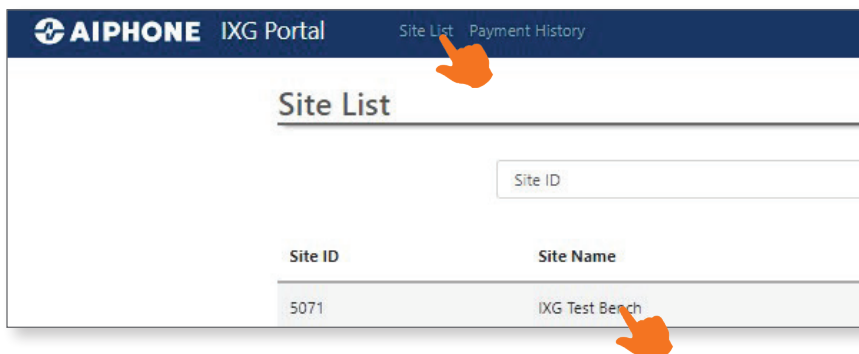 AIPHONE IXG Portal Site List Payment History
Site List
Site ID
Site ID Site Name
5071 IXG Test Bench